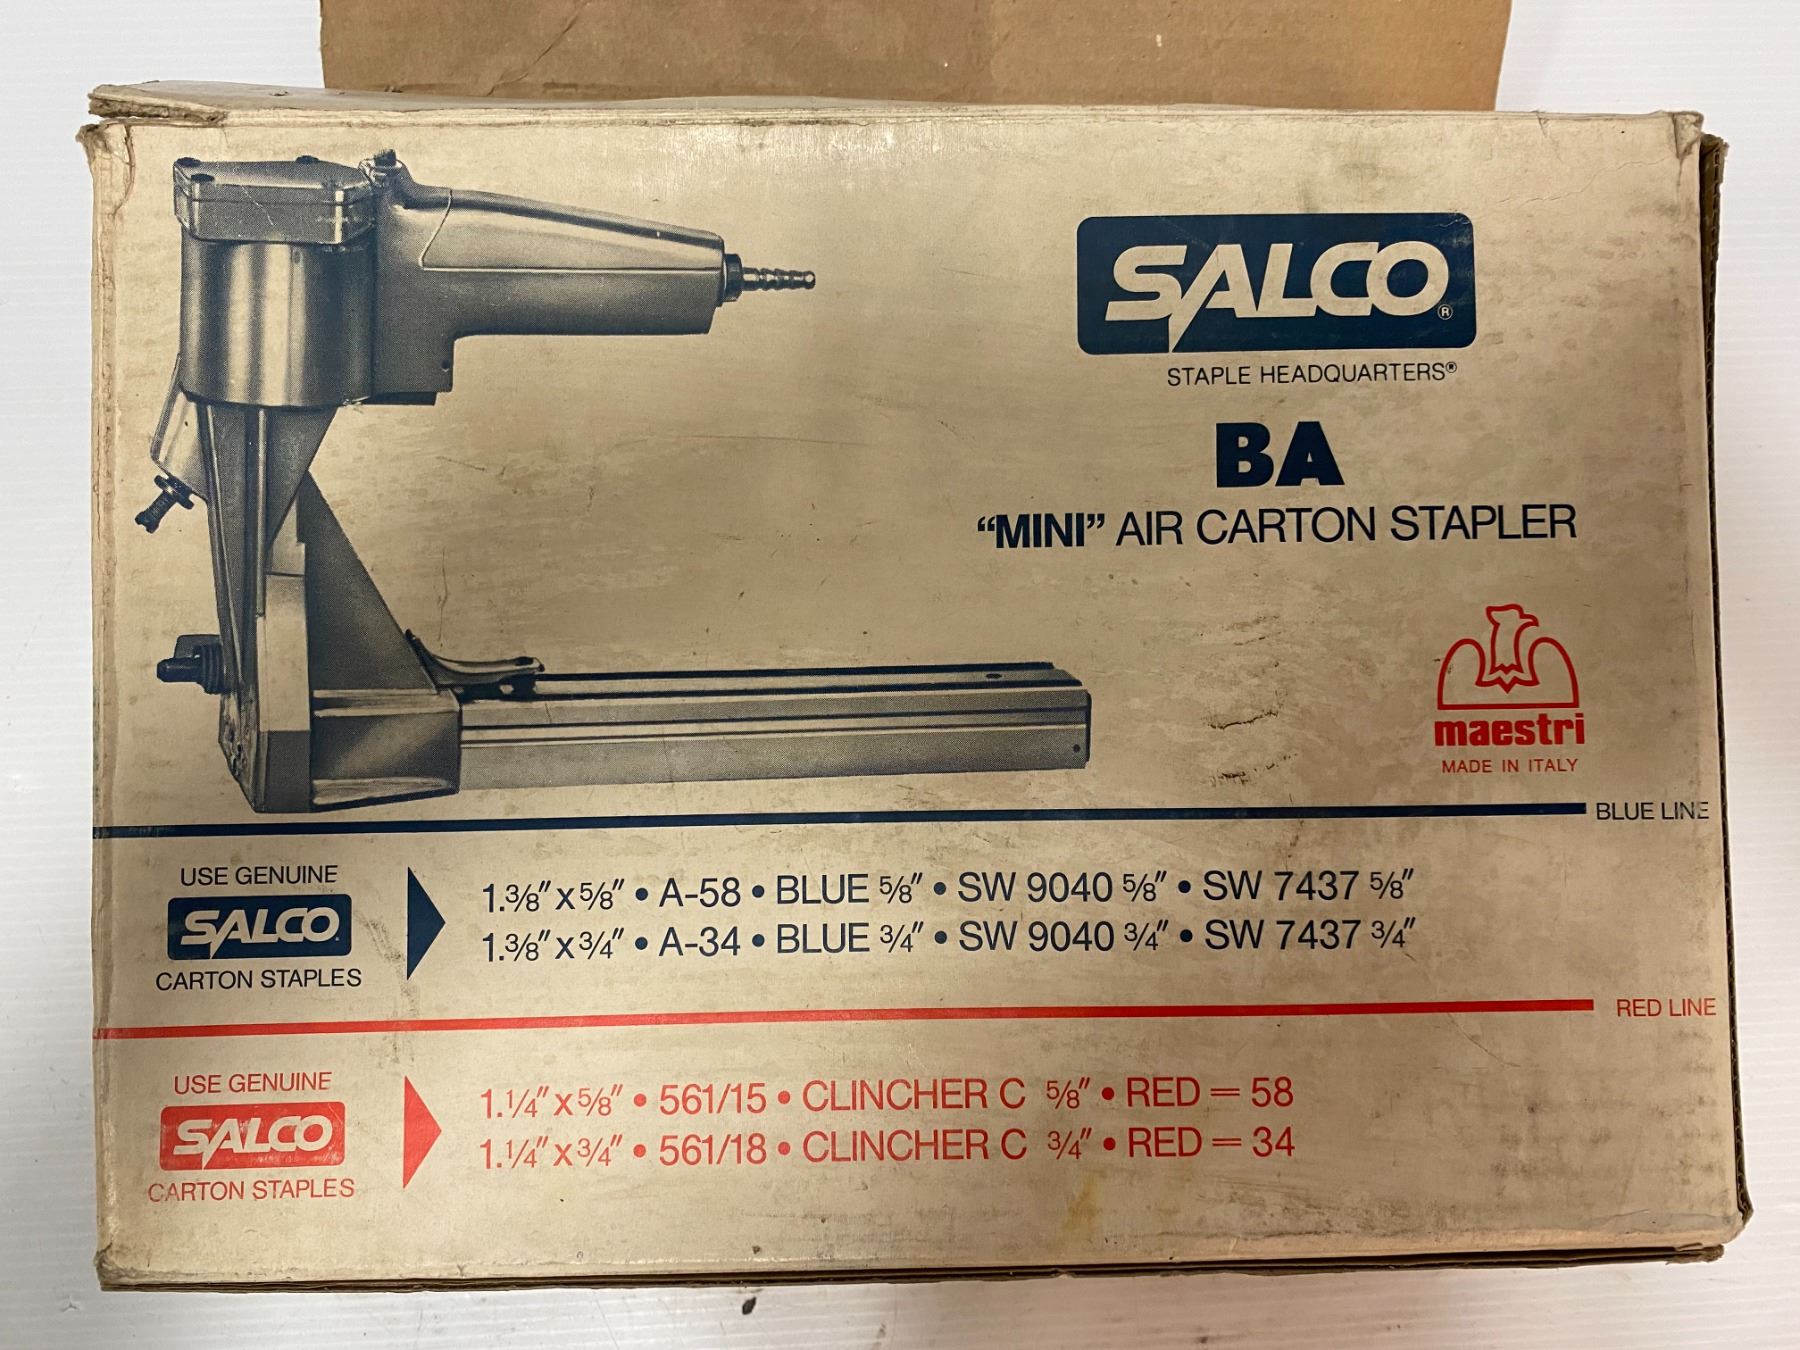 SALCO®
STAPLE HEADQUARTERS®
BA
“MINI” AIR CARTON STAPLER
maestri
MADE IN ITALY
BLUE LINE
USE GENUINE
SALCO
CARTON STAPLES
1.⅜″ x ⅝″ • A-58 • BLUE ⅝″ • SW 9040 ⅝″ • SW 7437 ⅝″
1.⅜″ x ¾″ • A-34 • BLUE ¾″ • SW 9040 ¾″ • SW 7437 ¾″
RED LINE
USE GENUINE
SALCO
CARTON STAPLES
1.¼″ x ⅝″ • 561/15 • CLINCHER C ⅝″ • RED = 58
1.¼″ x ¾″ • 561/18 • CLINCHER C ¾″ • RED = 34